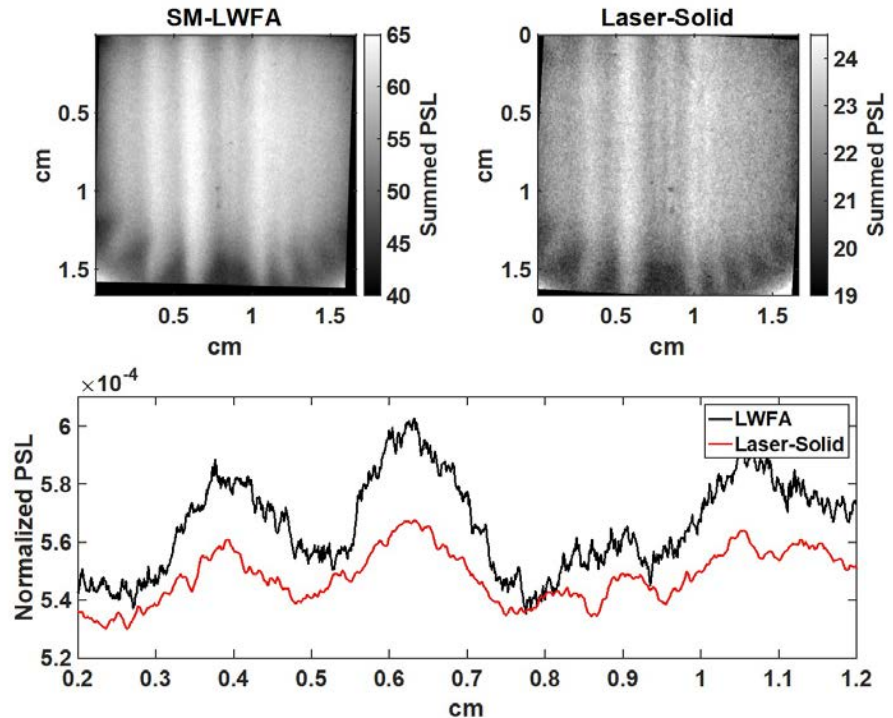 SM-LWFA
Laser-Solid
65
60
55
50
45
40
Summed PSL
0.5
1
1.5
cm
0.5
1
1.5
cm
0
0.5
1
1.5
cm
0
0.5
1
1.5
cm
24
23
22
21
20
19
Summed PSL
×10-4
6
5.8
5.6
5.4
5.2
Normalized PSL
LWFA
Laser-Solid
0.2 0.3 0.4 0.5 0.6 0.7 0.8 0.9 1 1.1 1.2
cm